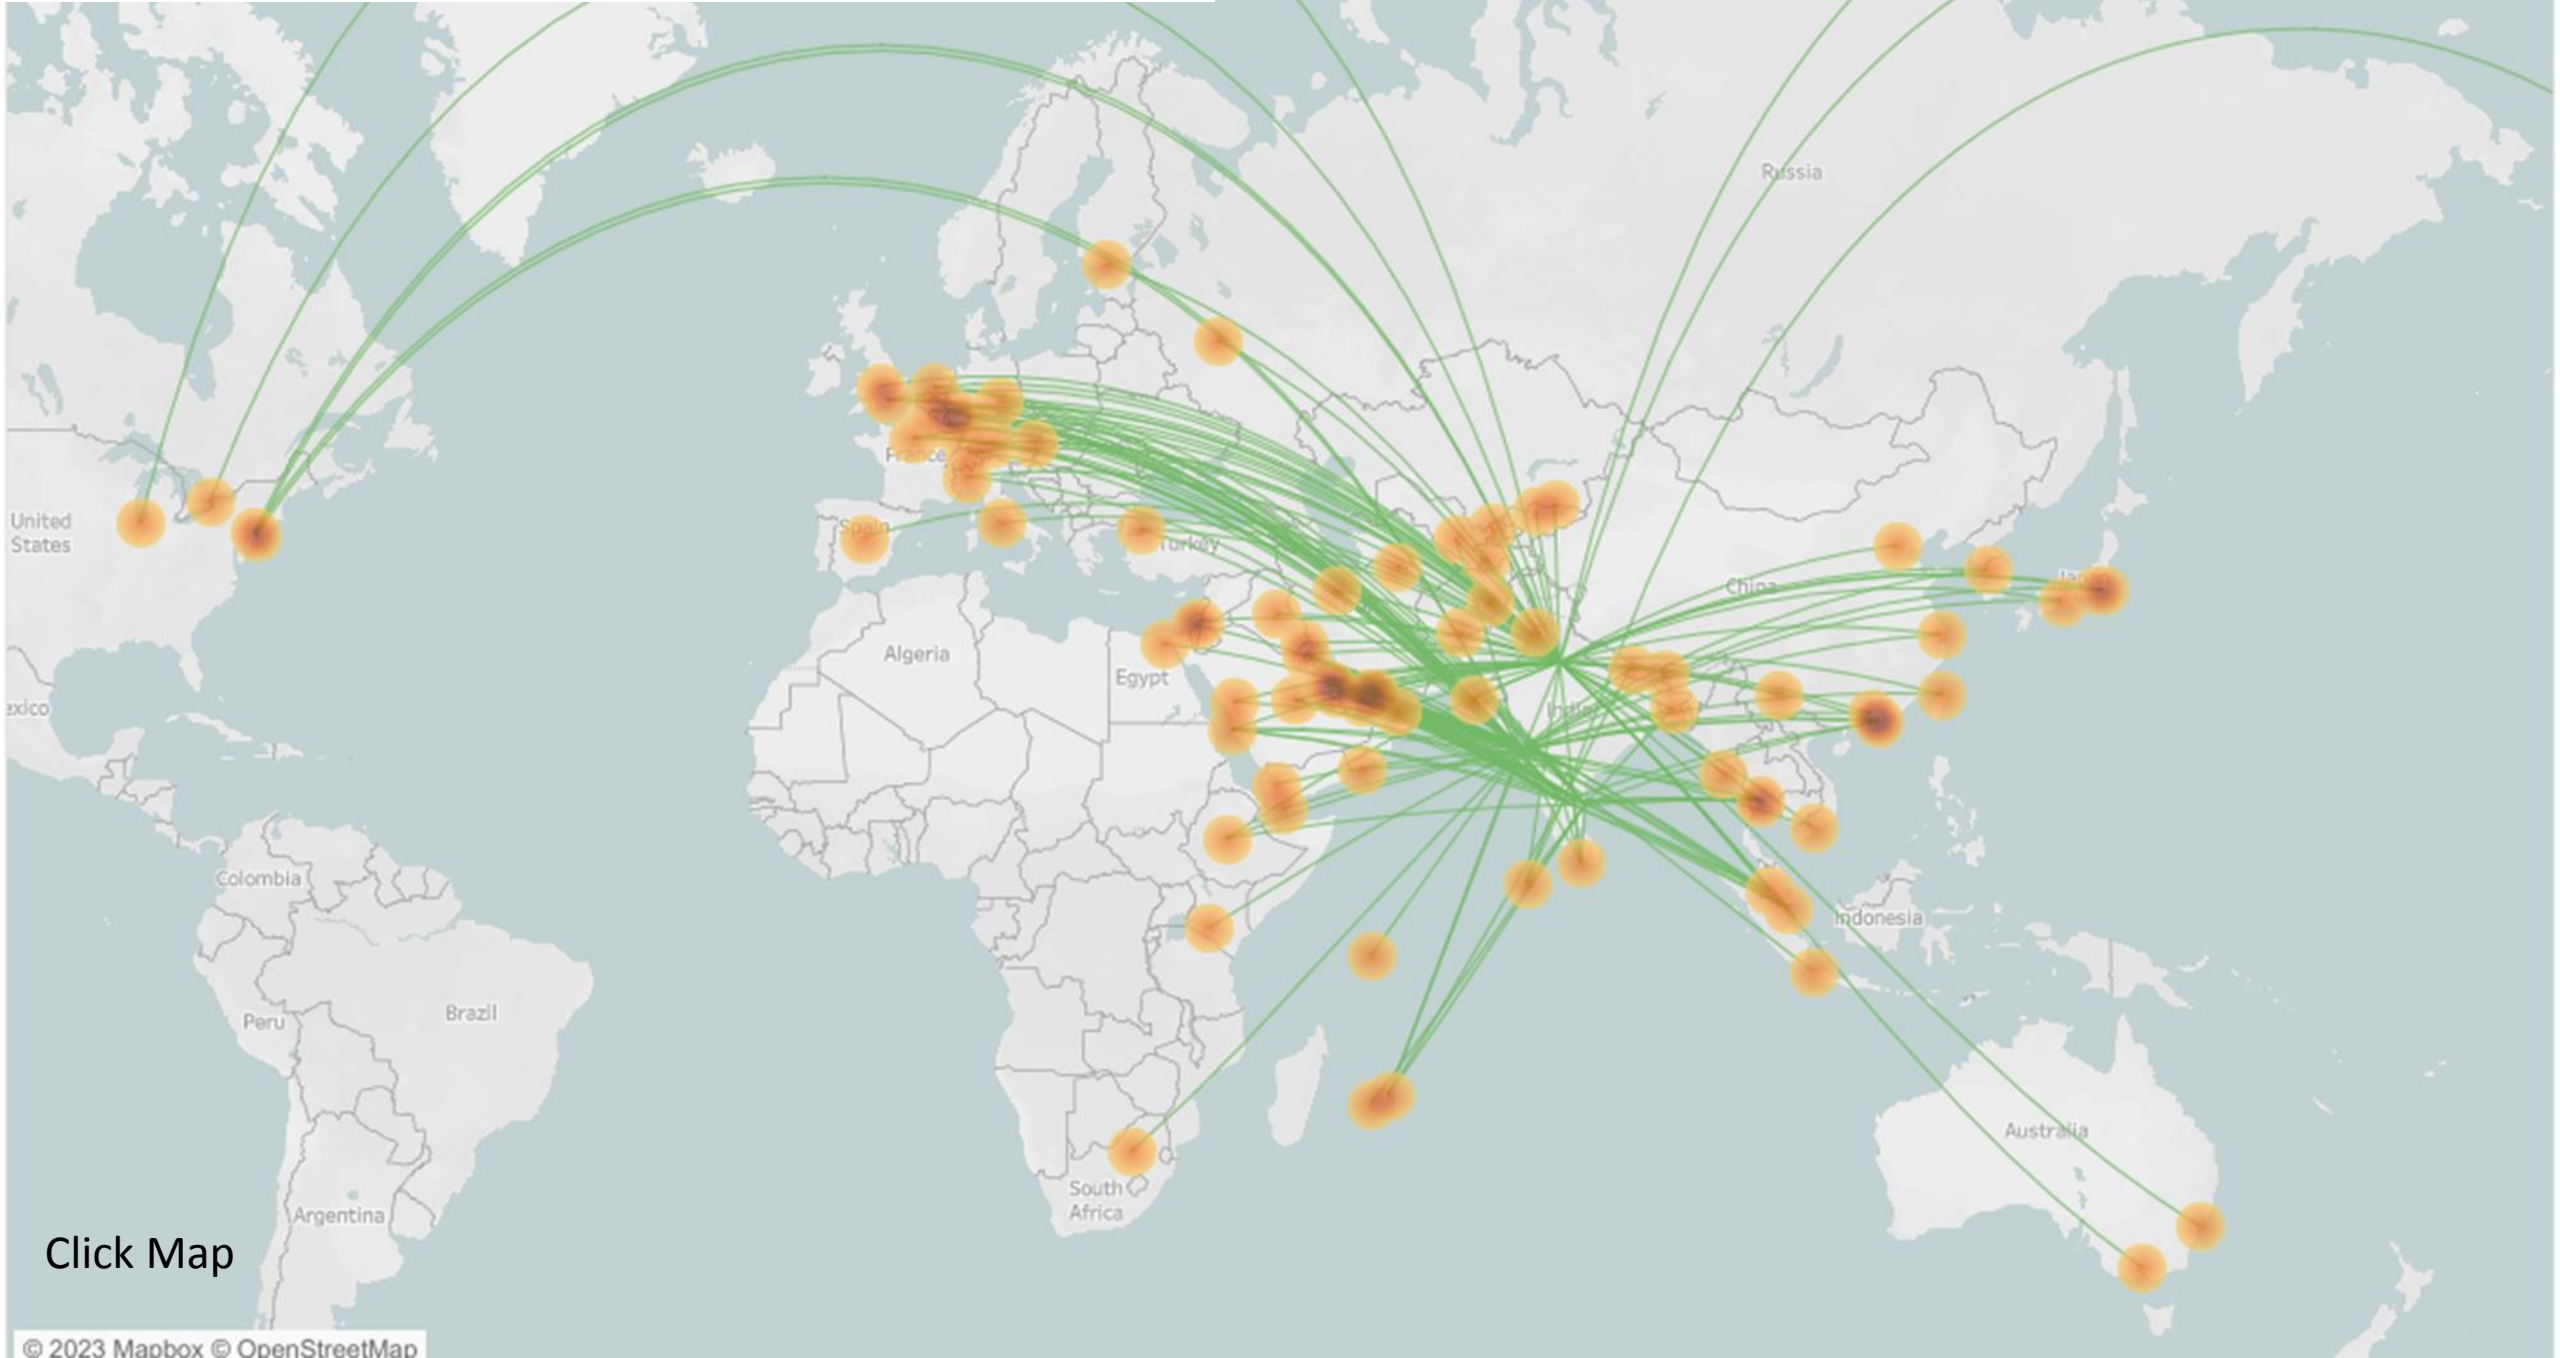 Russia
France
Spain
Turkey
United
States
China
Japan
Algeria
Egypt
India
exico
Colombia
Indonesia
Brazil
Peru
Australia
South
Africa
Argentina
Click Map
© 2023 Mapbox © OpenStreetMap